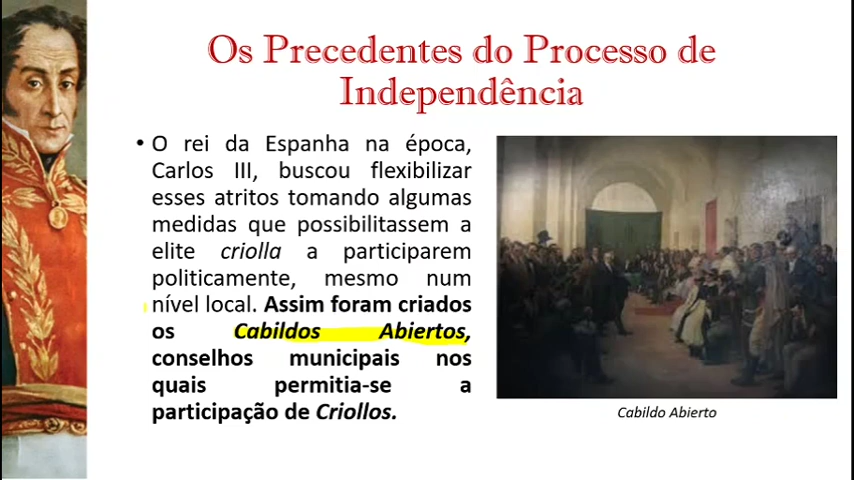 Os Precedentes do Processo de
Independência
• O rei da Espanha na época,
Carlos III, buscou flexibilizar
esses atritos tomando algumas
medidas que possibilitassem a
elite criolla a participarem
politicamente, mesmo num
nível local. Assim foram criados
os Cabildos Abiertos,
conselhos municipais nos
quais permitia-se a
participação de Criollos.
Cabildo Abierto